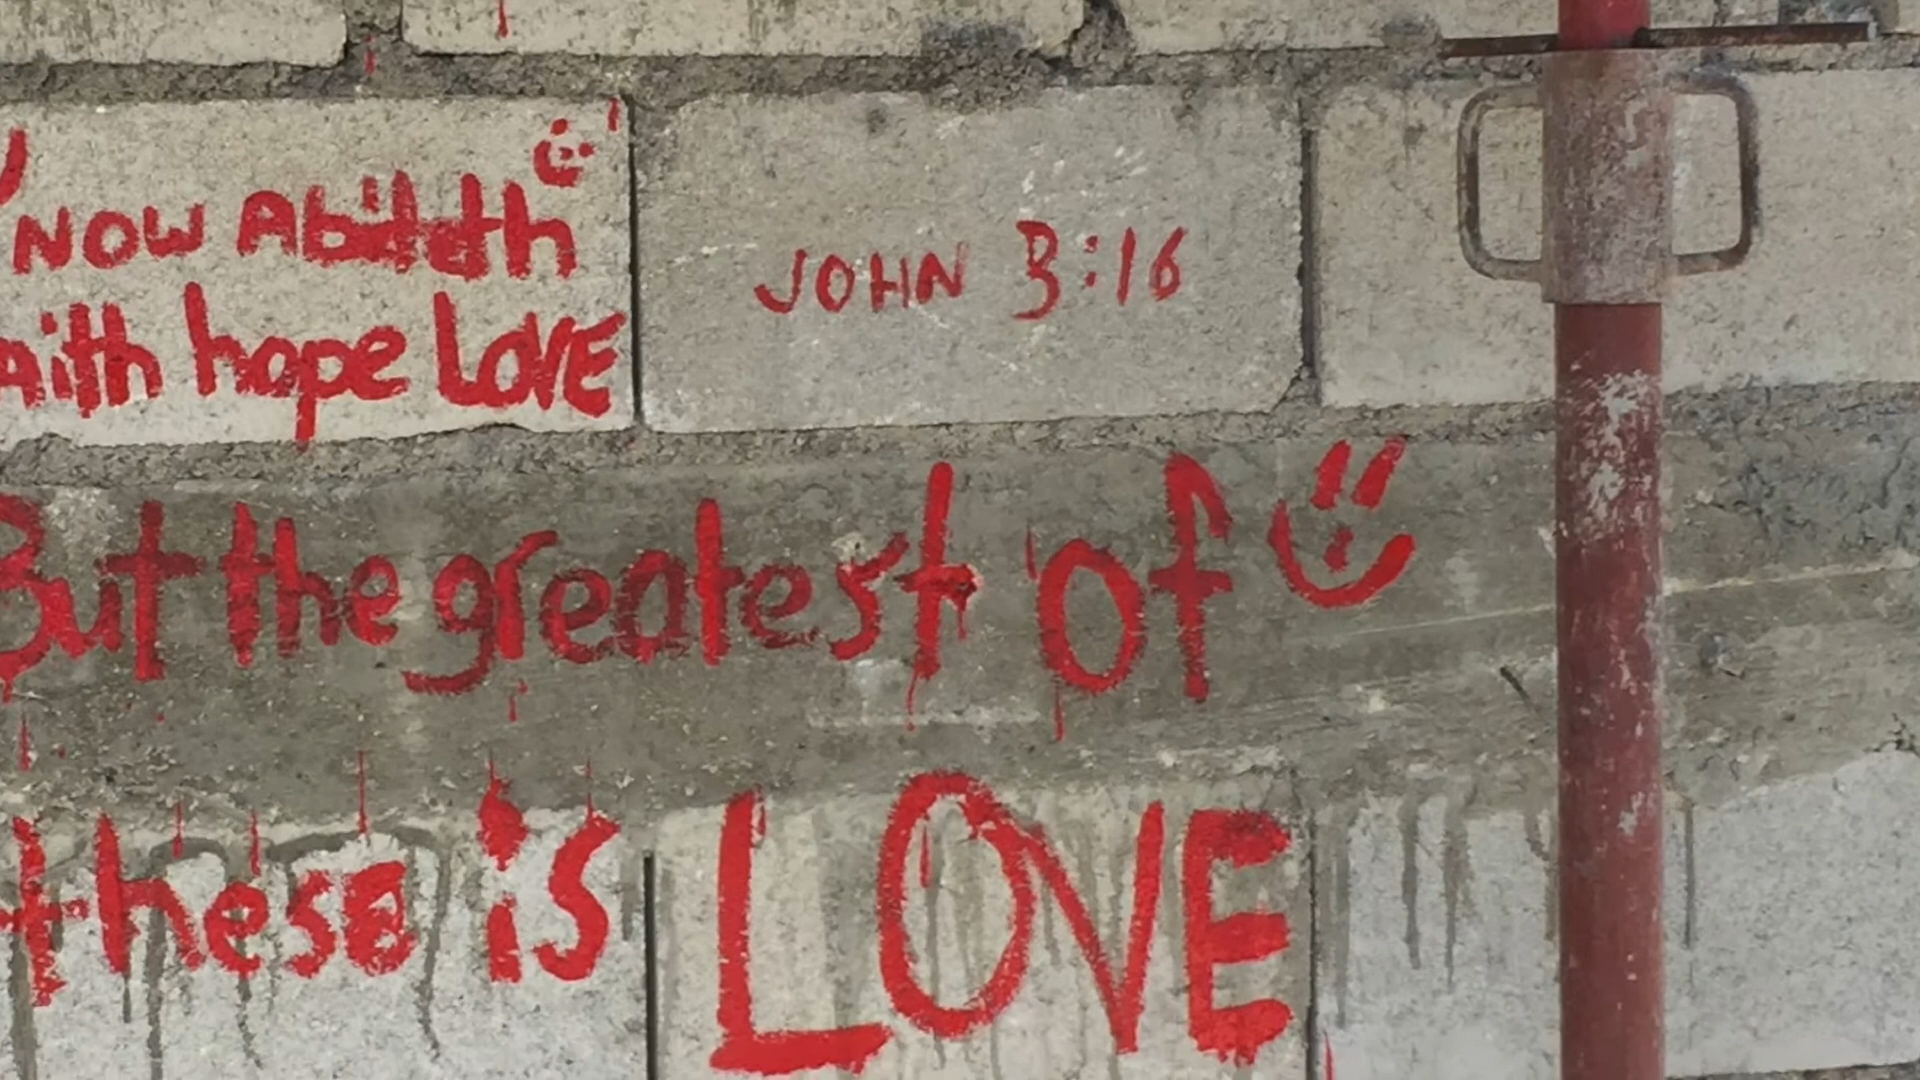 NOW Abideth
aith hope LOVE
JOHN 3:16
But the greatest of
these is LOVE